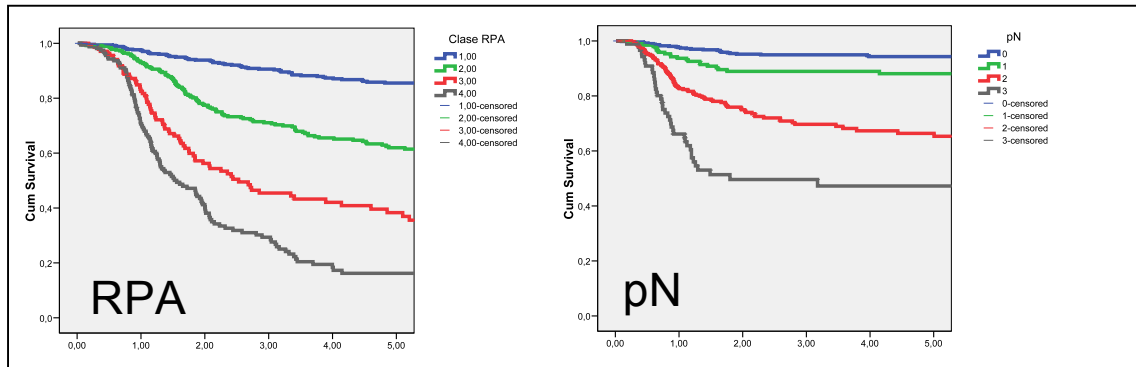 Clase RPA
1,00
2,00
3,00
4,00
1,00-censored
2,00-censored
3,00-censored
4,00-censored
Cum Survival
1,0
0,8
0,6
0,4
0,2
0,0
RPA
0,00 1,00 2,00 3,00 4,00 5,00
pN
0
1
2
3
0-censored
1-censored
2-censored
3-censored
Cum Survival
1,0
0,8
0,6
0,4
0,2
0,0
pN
0,00 1,00 2,00 3,00 4,00 5,00